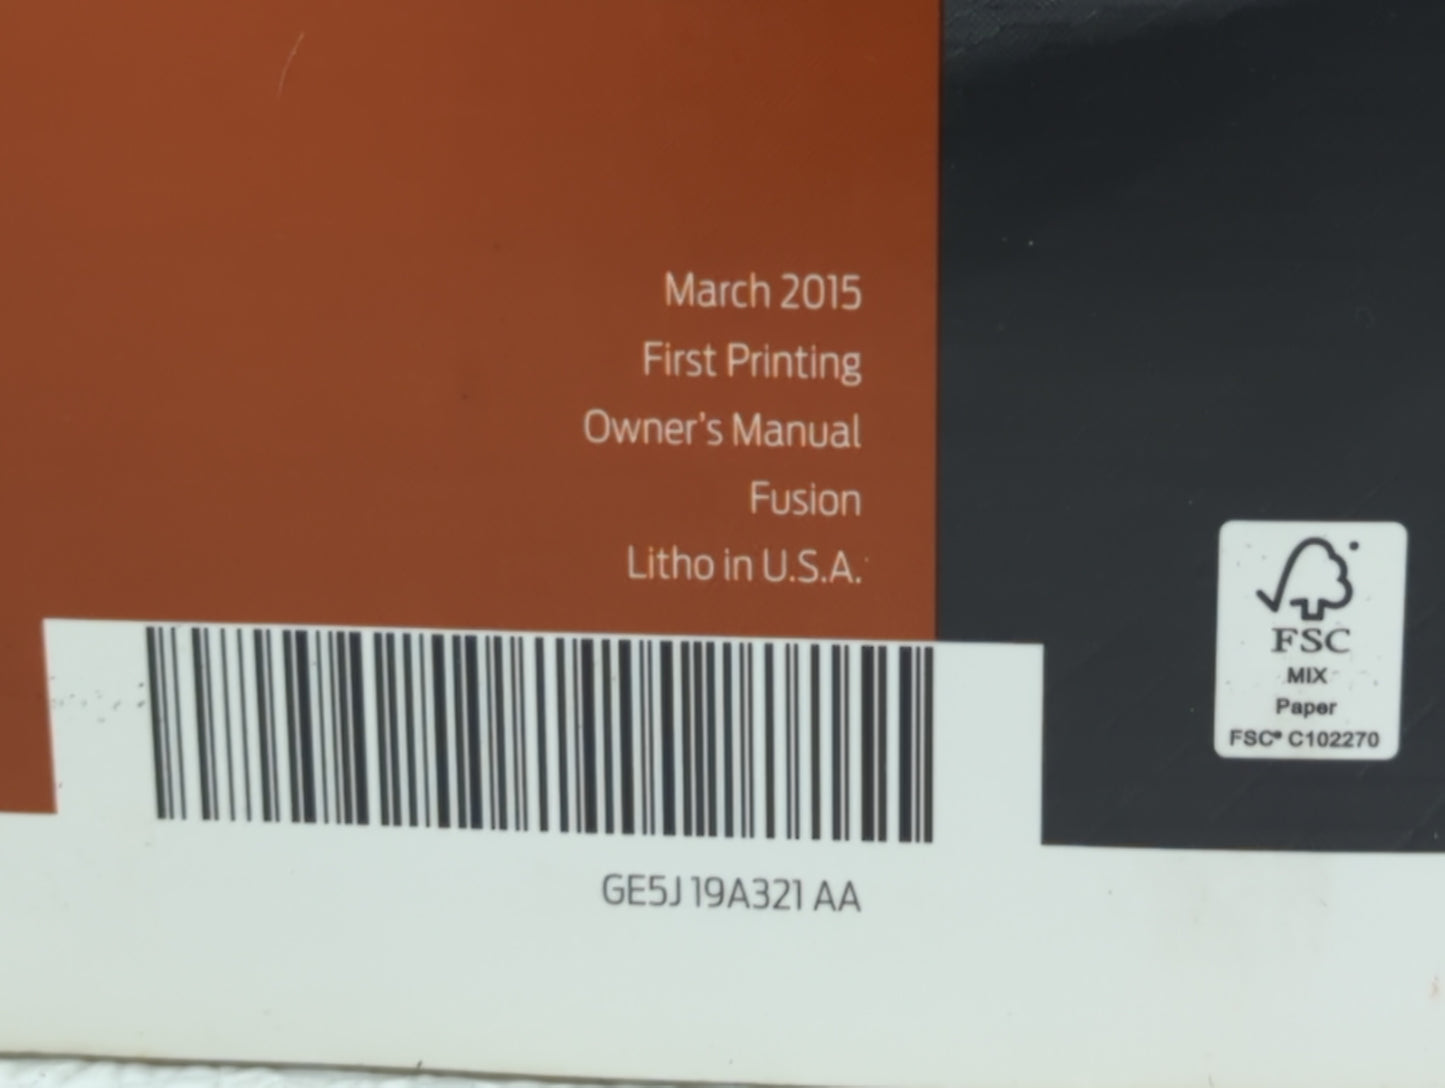 March 2015
First Printing
Owner's Manual
Fusion
Litho in U.S.A.
FSC
MIX
Paper
FSC® C102270
GE5J 19A321 AA